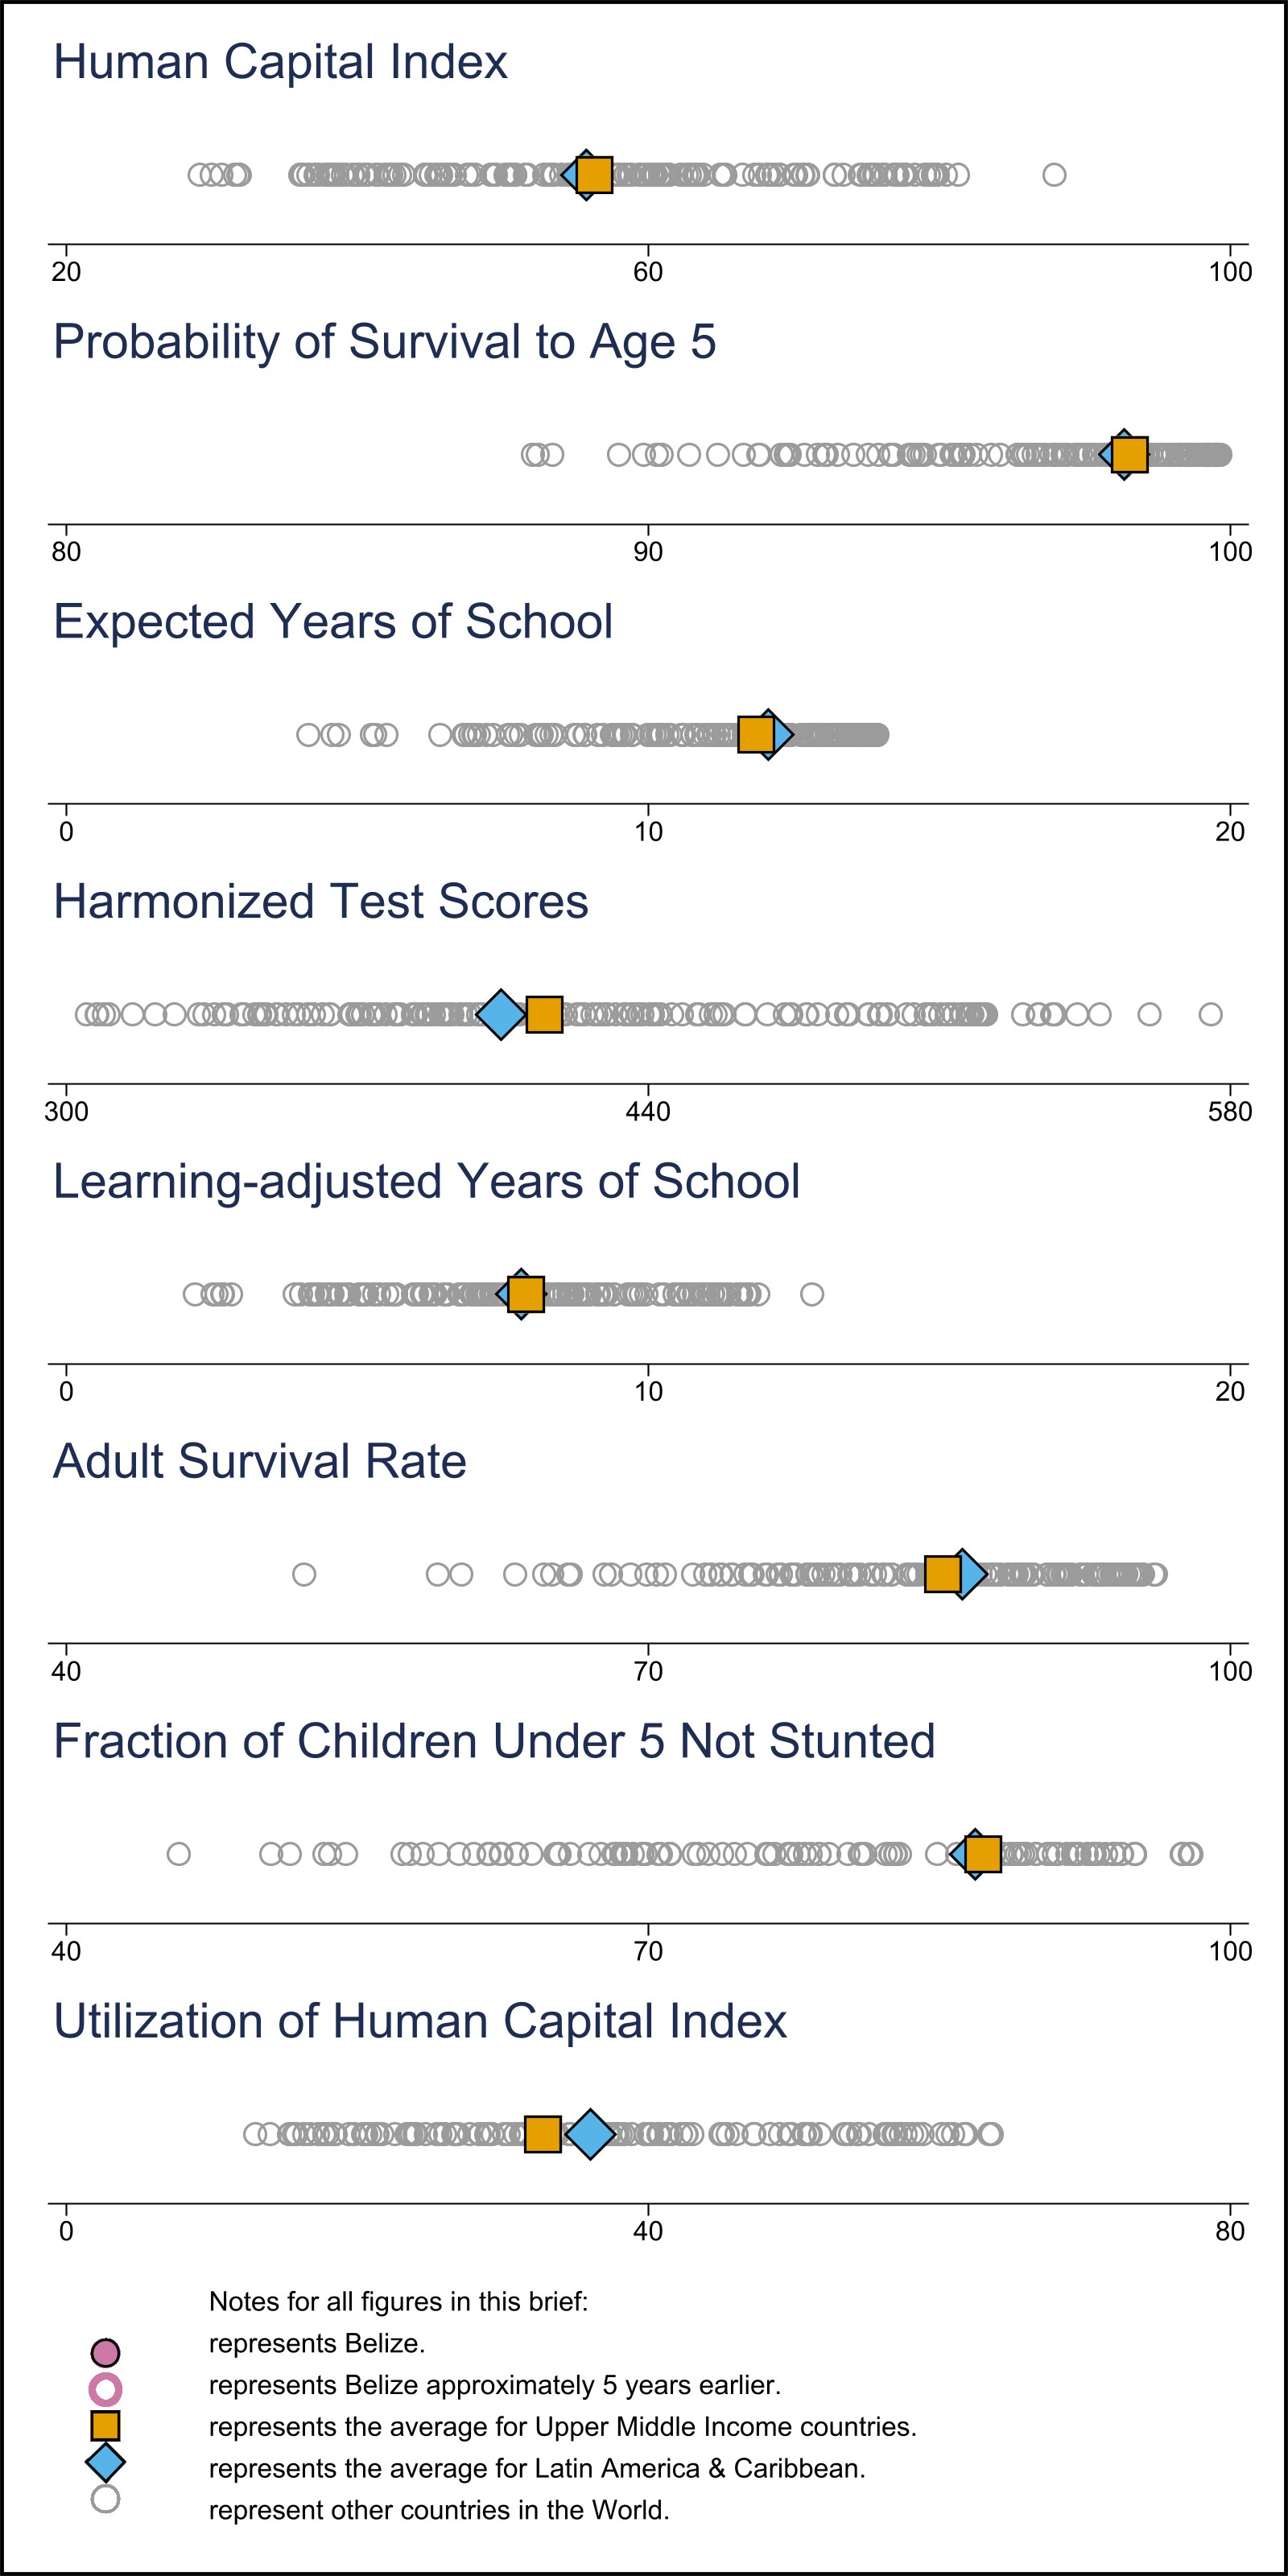 Human Capital Index
20 60 100
Probability of Survival to Age 5
80 90 100
Expected Years of School
0 10 20
Harmonized Test Scores
300 440 580
Learning-adjusted Years of School
0 10 20
Adult Survival Rate
40 70 100
Fraction of Children Under 5 Not Stunted
40 70 100
Utilization of Human Capital Index
0 40 80
Notes for all figures in this brief:
represents Belize.
represents Belize approximately 5 years earlier.
represents the average for Upper Middle Income countries.
represents the average for Latin America & Caribbean.
represent other countries in the World.